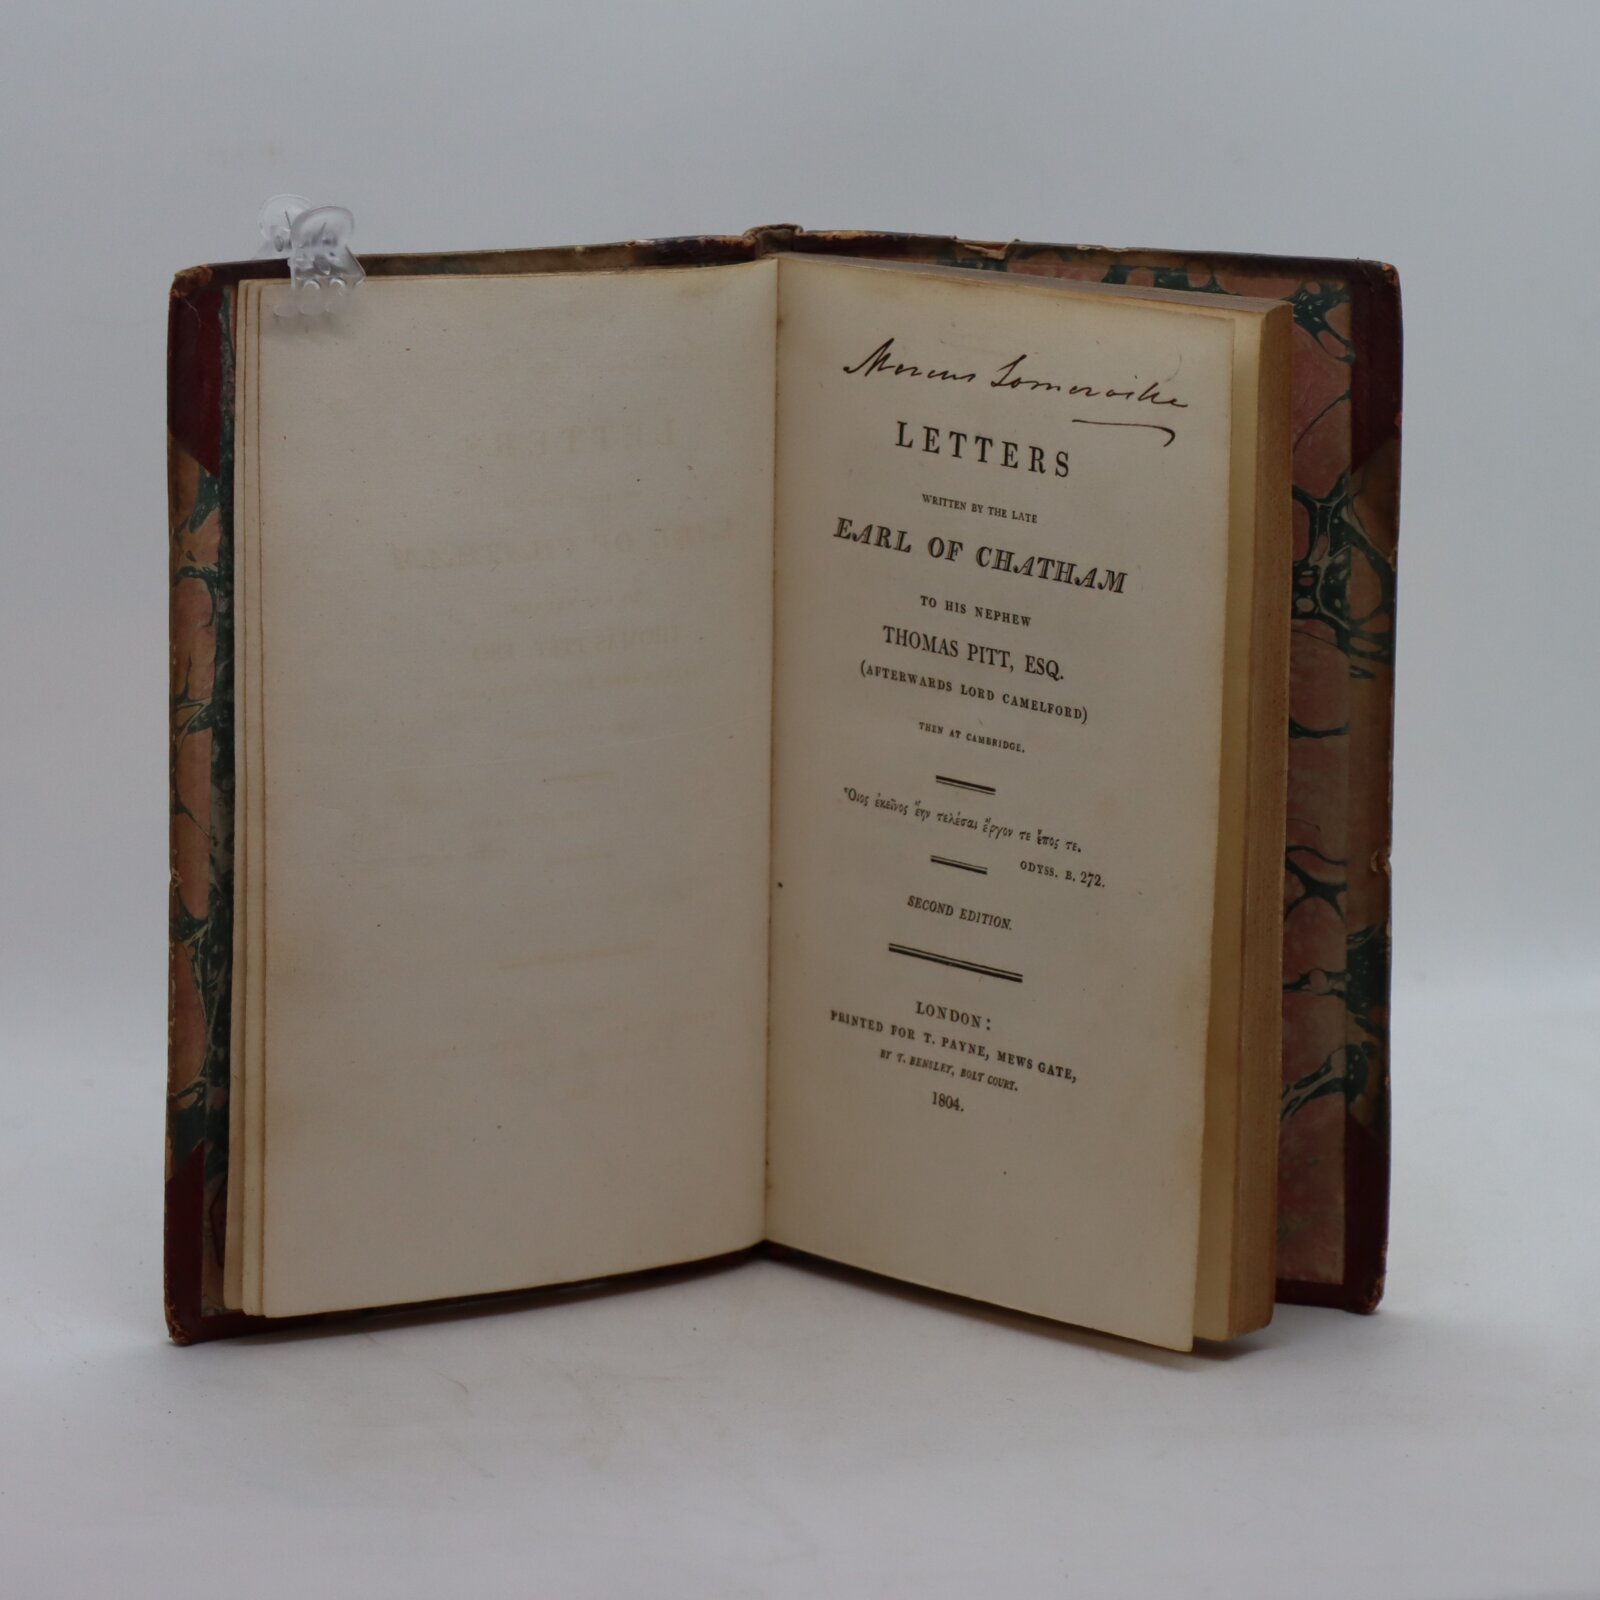 Marcus Somerville
LETTERS
WRITTEN BY THE LATE
EARL OF CHATHAM
TO HIS NEPHEW
THOMAS PITT, ESQ.
(AFTERWARDS LORD CAMELFORD)
THEN AT CAMBRIDGE.
Ὅιος ἐκεῖνος ἔην τελέσαι ἔργον τε ἔπος τε.
ODYSS. B. 272.
SECOND EDITION.
LONDON:
PRINTED FOR T. PAYNE, MEWS GATE,
BY T. BENSLEY, BOLT COURT.
1804.